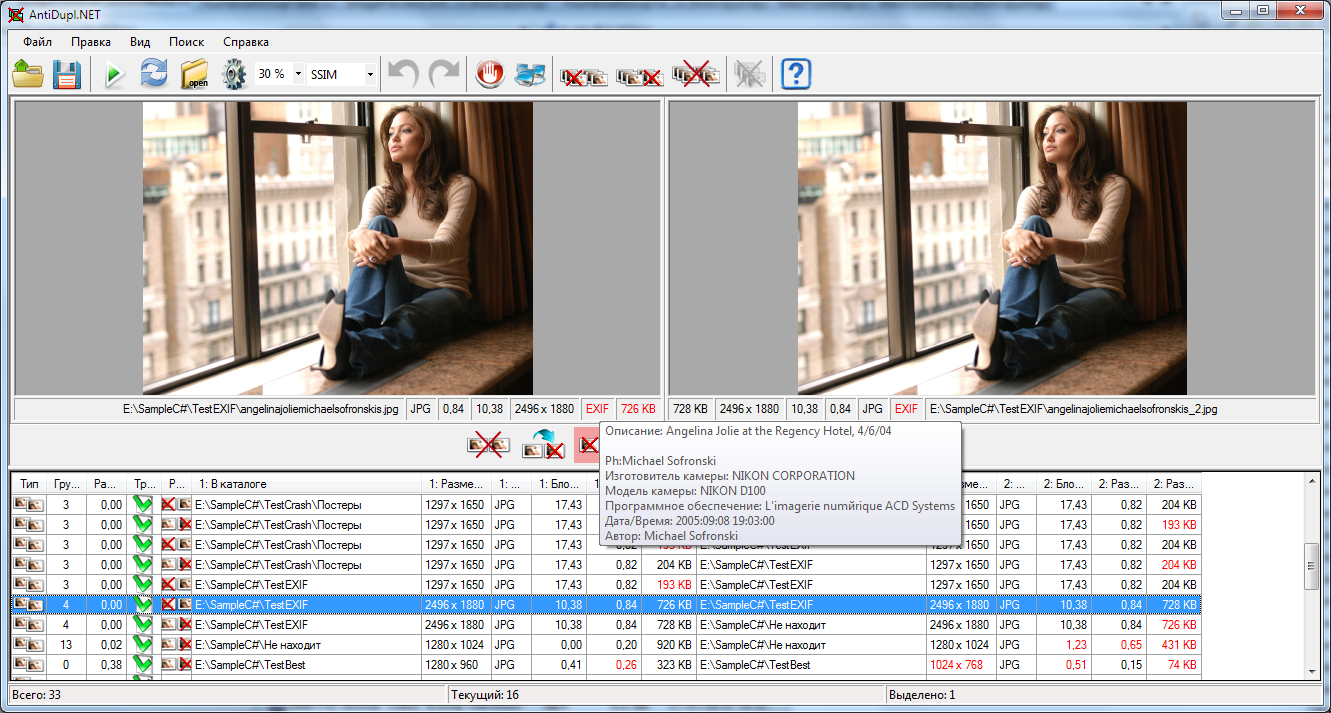 AntiDupl.NET
Файл Правка Вид Поиск Справка
open 30 % SSIM ?
E:\SampleC#\TestEXIF\angelinajoliemichaelsofronskis.jpg JPG 0,84 10,38 2496 x 1880 EXIF 726 KB 728 KB 2496 x 1880 10,38 0,84 JPG EXIF E:\SampleC#\TestEXIF\angelinajoliemichaelsofronskis_2.jpg
Описание: Angelina Jolie at the Regency Hotel, 4/6/04
Ph:Michael Sofronski
Изготовитель камеры: NIKON CORPORATION
Модель камеры: NIKON D100
Программное обеспечение: L'imagerie numйrique ACD Systems
Дата/Время: 2005:09:08 19:03:00
Автор: Michael Sofronski
Тип Гру... Ра... Тр... Р... 1: В каталоге 1: Разме... 1: ... 1: Бло... 2: ... 2: Бло... 2: Раз... 2: Раз...
3 0,00 E:\SampleC#\TestCrash\Постеры 1297 x 1650 JPG 17,43 1650 JPG 17,43 0,82 204 KB
3 0,00 E:\SampleC#\TestCrash\Постеры 1297 x 1650 JPG 17,43 1650 JPG 17,43 0,82 193 KB
3 0,00 E:\SampleC#\TestCrash\Постеры 1297 x 1650 JPG 17,43 0,82 193 KB E:\SampleC#\TestEXIF 1297 x 1650 JPG 17,43 0,82 204 KB
3 0,00 E:\SampleC#\TestCrash\Постеры 1297 x 1650 JPG 17,43 0,82 204 KB E:\SampleC#\TestEXIF 1297 x 1650 JPG 17,43 0,82 204 KB
3 0,00 E:\SampleC#\TestEXIF 1297 x 1650 JPG 17,43 0,82 193 KB E:\SampleC#\TestEXIF 1297 x 1650 JPG 17,43 0,82 204 KB
4 0,00 E:\SampleC#\TestEXIF 2496 x 1880 JPG 10,38 0,84 726 KB E:\SampleC#\TestEXIF 2496 x 1880 JPG 10,38 0,84 728 KB
4 0,00 E:\SampleC#\TestEXIF 2496 x 1880 JPG 10,38 0,84 728 KB E:\SampleC#\Не находит 2496 x 1880 JPG 10,38 0,84 726 KB
13 0,02 E:\SampleC#\Не находит 1280 x 1024 JPG 0,00 0,20 920 KB E:\SampleC#\Не находит 1280 x 1024 JPG 1,23 0,65 431 KB
0 0,38 E:\SampleC#\TestBest 1280 x 960 JPG 0,41 0,26 323 KB E:\SampleC#\TestBest 1024 x 768 JPG 0,51 0,15 74 KB
Всего: 33 Текущий: 16 Выделено: 1